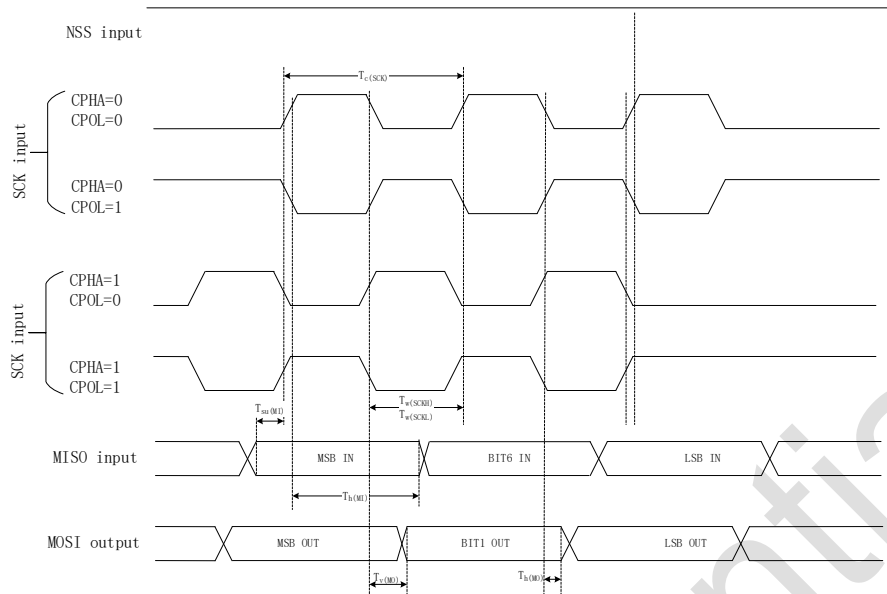 NSS input
Tc(SCK)
SCK input
CPHA=0
CPOL=0
CPHA=0
CPOL=1
SCK input
CPHA=1
CPOL=0
CPHA=1
CPOL=1
Tsu(MI)
Tw(SCKH)
Tw(SCKL)
MISO input
MSB IN
BIT6 IN
LSB IN
Th(MI)
MOSI output
MSB OUT
BIT1 OUT
LSB OUT
Tv(MO)
Th(MO)